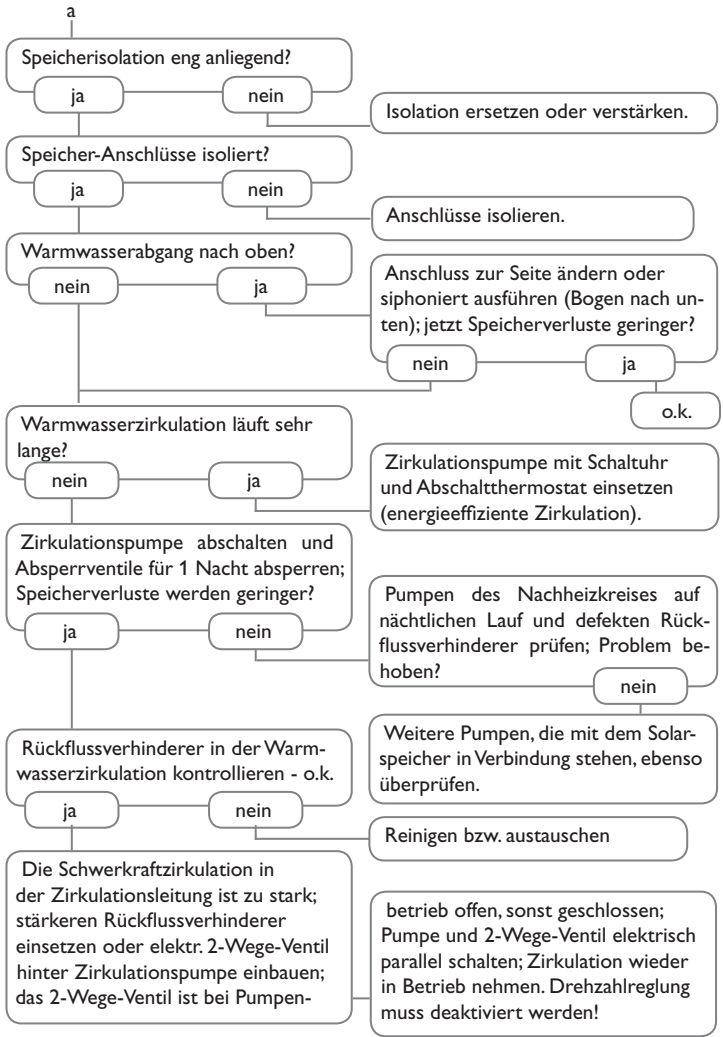 a
Speicherisolation eng anliegend?
ja
nein
Isolation ersetzen oder verstärken.
Speicher-Anschlüsse isoliert?
ja
nein
Anschlüsse isolieren.
Warmwasserabgang nach oben?
nein
ja
Anschluss zur Seite ändern oder
siphoniert ausführen (Bogen nach un-
ten); jetzt Speicherverluste geringer?
nein
ja
o.k.
Warmwasserzirkulation läuft sehr
lange?
nein
ja
Zirkulationspumpe mit Schaltuhr
und Abschaltthermostat einsetzen
(energieeffiziente Zirkulation).
Zirkulationspumpe abschalten und
Absperrventile für 1 Nacht absperren;
Speicherverluste werden geringer?
ja
nein
Pumpen des Nachheizkreises auf
nächtlichen Lauf und defekten Rück-
flussverhinderer prüfen; Problem be-
hoben?
nein
Weitere Pumpen, die mit dem Solar-
speicher in Verbindung stehen, ebenso
überprüfen.
Rückflussverhinderer in der Warm-
wasserzirkulation kontrollieren - o.k.
ja
nein
Reinigen bzw. austauschen
Die Schwerkraftzirkulation in
der Zirkulationsleitung ist zu stark;
stärkeren Rückflussverhinderer
einsetzen oder elektr. 2-Wege-Ventil
hinter Zirkulationspumpe einbauen;
das 2-Wege-Ventil ist bei Pumpen-
betrieb offen, sonst geschlossen;
Pumpe und 2-Wege-Ventil elektrisch
parallel schalten; Zirkulation wieder
in Betrieb nehmen. Drehzahlreglung
muss deaktiviert werden!